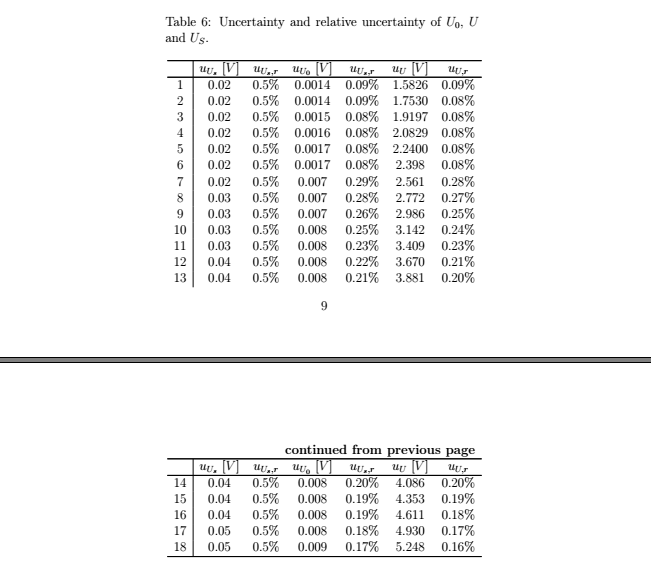 Table 6: Uncertainty and relative uncertainty of U₀, U
and U_S.
u_{U_s} [V] u_{U_s,r} u_{U_0} [V] u_{U_s,r} u_U [V] u_{U,r}
1 0.02 0.5% 0.0014 0.09% 1.5826 0.09%
2 0.02 0.5% 0.0014 0.09% 1.7530 0.08%
3 0.02 0.5% 0.0015 0.08% 1.9197 0.08%
4 0.02 0.5% 0.0016 0.08% 2.0829 0.08%
5 0.02 0.5% 0.0017 0.08% 2.2400 0.08%
6 0.02 0.5% 0.0017 0.08% 2.398 0.08%
7 0.02 0.5% 0.007 0.29% 2.561 0.28%
8 0.03 0.5% 0.007 0.28% 2.772 0.27%
9 0.03 0.5% 0.007 0.26% 2.986 0.25%
10 0.03 0.5% 0.008 0.25% 3.142 0.24%
11 0.03 0.5% 0.008 0.23% 3.409 0.23%
12 0.04 0.5% 0.008 0.22% 3.670 0.21%
13 0.04 0.5% 0.008 0.21% 3.881 0.20%
9
continued from previous page
u_{U_s} [V] u_{U_s,r} u_{U_0} [V] u_{U_s,r} u_U [V] u_{U,r}
14 0.04 0.5% 0.008 0.20% 4.086 0.20%
15 0.04 0.5% 0.008 0.19% 4.353 0.19%
16 0.04 0.5% 0.008 0.19% 4.611 0.18%
17 0.05 0.5% 0.008 0.18% 4.930 0.17%
18 0.05 0.5% 0.009 0.17% 5.248 0.16%